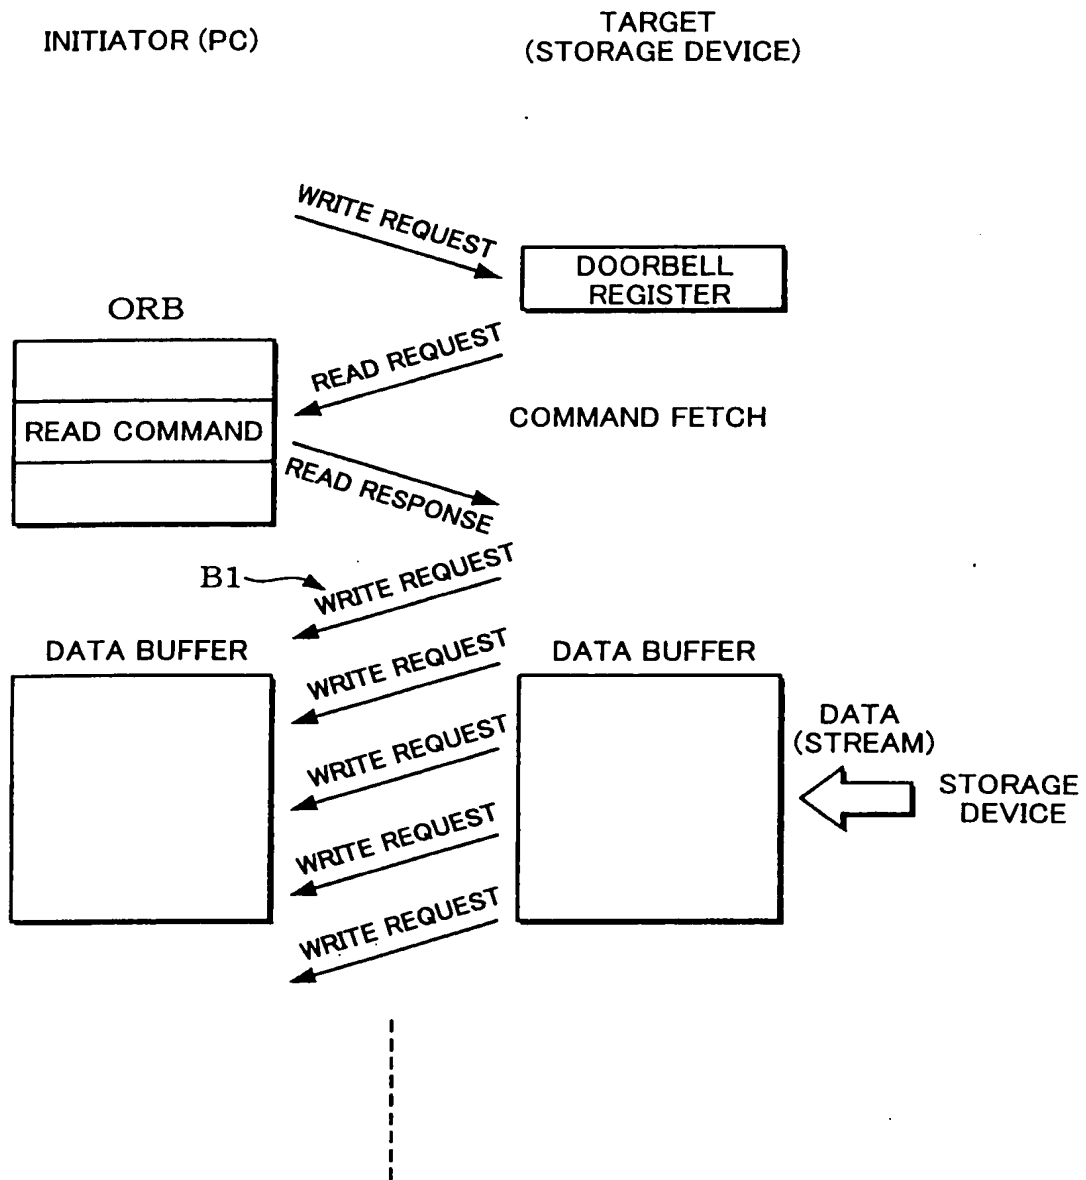 INITIATOR (PC)
TARGET
(STORAGE DEVICE)
WRITE REQUEST
DOORBELL
REGISTER
ORB
READ REQUEST
READ COMMAND
COMMAND FETCH
READ RESPONSE
B1
WRITE REQUEST
DATA BUFFER
WRITE REQUEST
DATA BUFFER
WRITE REQUEST
DATA
(STREAM)
STORAGE
DEVICE
WRITE REQUEST
WRITE REQUEST